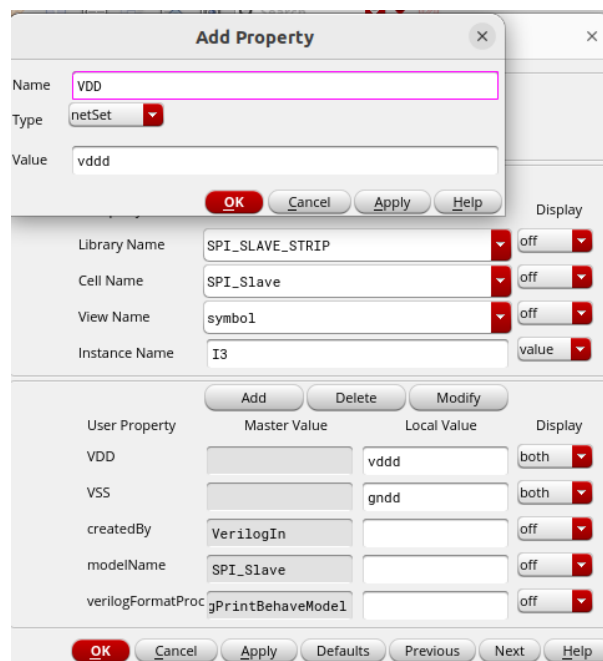 Add Property
Name VDD
Type netSet
Value vddd
OK Cancel Apply Help
Display
Library Name SPI_SLAVE_STRIP off
Cell Name SPI_Slave off
View Name symbol off
Instance Name I3 value
Add Delete Modify
User Property Master Value Local Value Display
VDD vddd both
VSS gndd both
createdBy VerilogIn off
modelName SPI_Slave off
verilogFormatProc gPrintBehaveModel off
OK Cancel Apply Defaults Previous Next Help